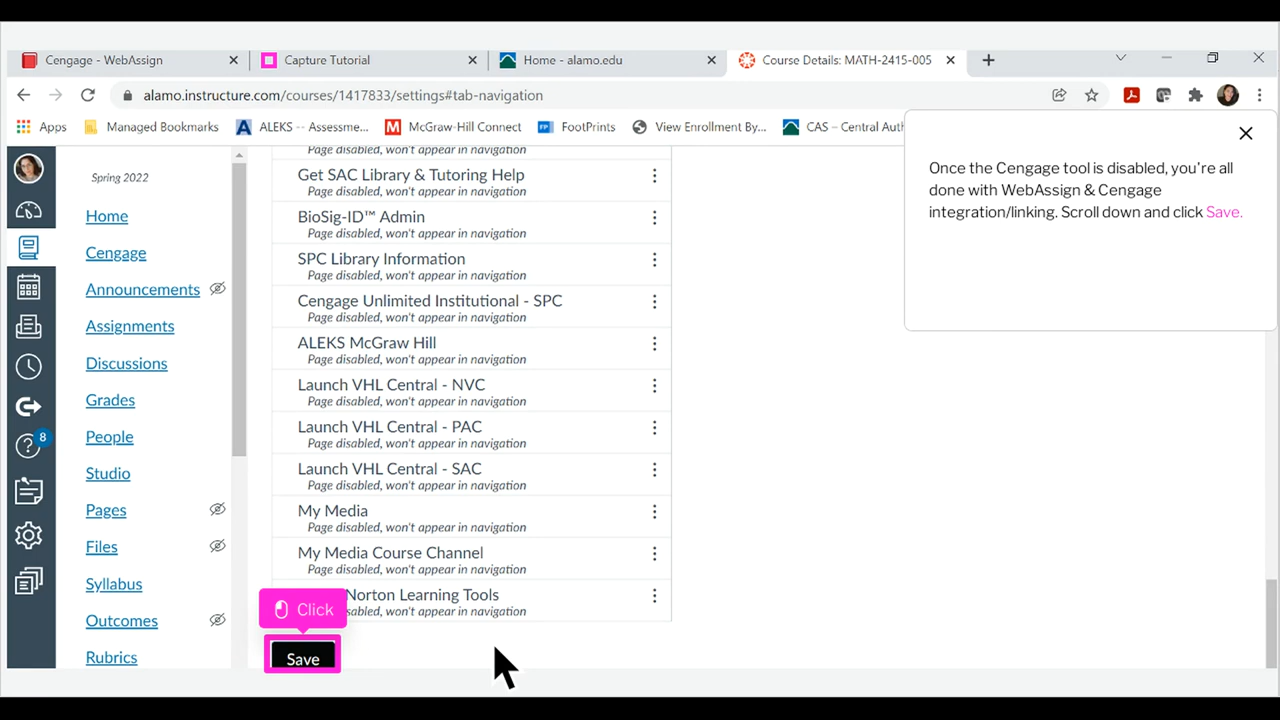 Cengage - WebAssign
Capture Tutorial
Home - alamo.edu
Course Details: MATH-2415-005
alamo.instructure.com/courses/1417833/settings#tab-navigation
Apps
Managed Bookmarks
ALEKS -- Assessme...
McGraw-Hill Connect
FootPrints
View Enrollment By...
CAS – Central Auth
Once the Cengage tool is disabled, you're all
done with WebAssign & Cengage
integration/linking. Scroll down and click Save.
8
Spring 2022
Home
Cengage
Announcements
Assignments
Discussions
Grades
People
Studio
Pages
Files
Syllabus
Outcomes
Rubrics
Page disabled, won't appear in navigation
Get SAC Library & Tutoring Help
Page disabled, won't appear in navigation
BioSig-ID™ Admin
Page disabled, won't appear in navigation
SPC Library Information
Page disabled, won't appear in navigation
Cengage Unlimited Institutional - SPC
Page disabled, won't appear in navigation
ALEKS McGraw Hill
Page disabled, won't appear in navigation
Launch VHL Central - NVC
Page disabled, won't appear in navigation
Launch VHL Central - PAC
Page disabled, won't appear in navigation
Launch VHL Central - SAC
Page disabled, won't appear in navigation
My Media
Page disabled, won't appear in navigation
My Media Course Channel
Page disabled, won't appear in navigation
Norton Learning Tools
sabled, won't appear in navigation
Click
Save